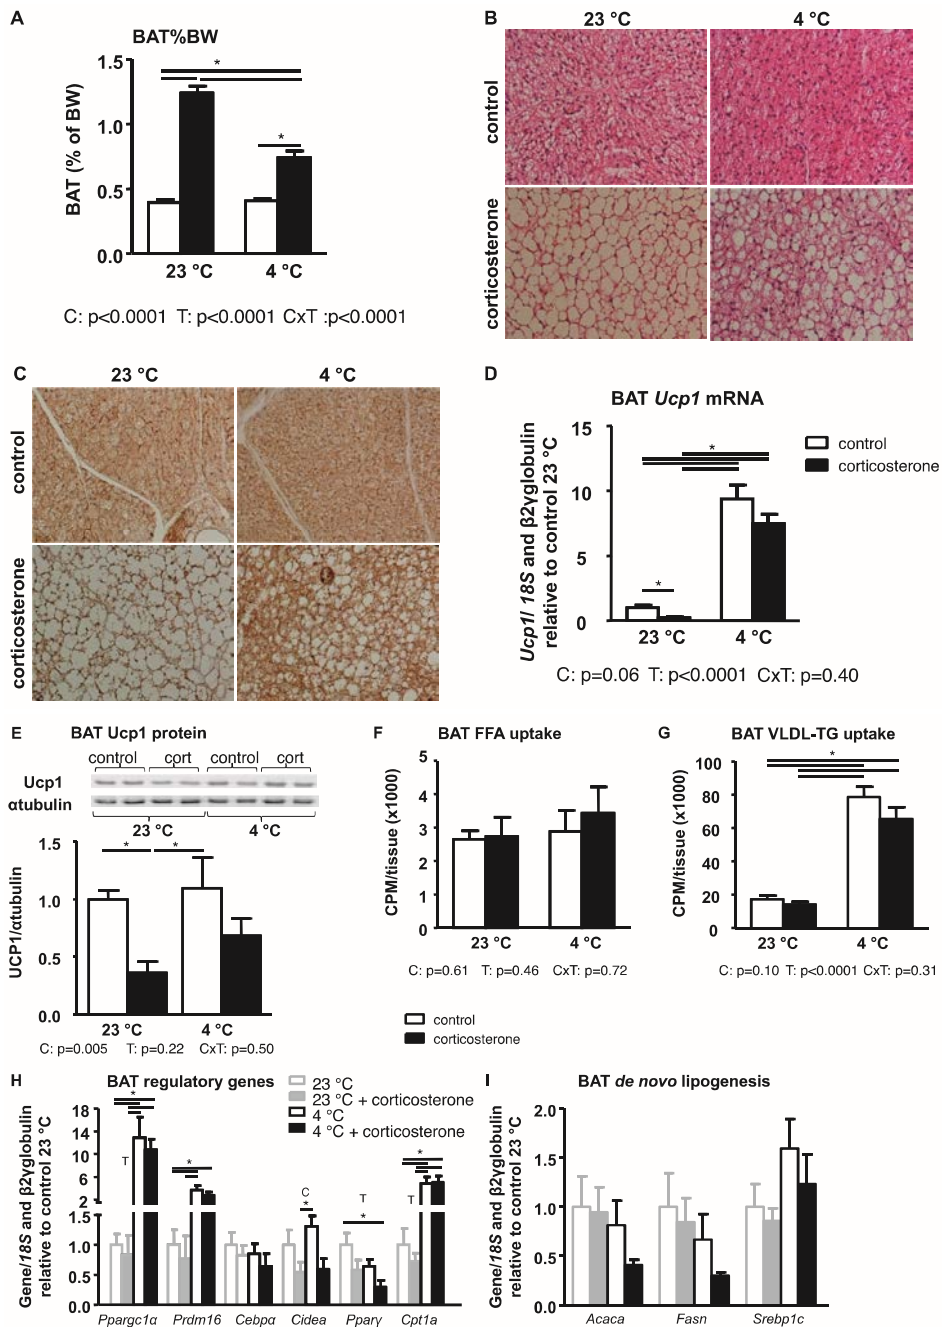 A
BAT%BW
BAT (% of BW)
1.5
1.0
0.5
0.0
*
*
23 °C
4 °C
C: p<0.0001 T: p<0.0001 CxT :p<0.0001
B
23 °C
4 °C
control
corticosterone
C
23 °C
4 °C
control
corticosterone
D
BAT Ucp1 mRNA
Ucp1/ 18S and β2γglobulin
relative to control 23 °C
15
10
5
0
*
*
control
corticosterone
23 °C
4 °C
C: p=0.06 T: p<0.0001 CxT: p=0.40
E
BAT Ucp1 protein
control
cort
control
cort
Ucp1
αtubulin
23 °C
4 °C
UCP1/αtubulin
1.5
1.0
0.5
0.0
*
*
23 °C
4 °C
C: p=0.005 T: p=0.22 CxT: p=0.50
F
BAT FFA uptake
CPM/tissue (x1000)
5
4
3
2
1
0
23 °C
4 °C
C: p=0.61 T: p=0.46 CxT: p=0.72
control
corticosterone
G
BAT VLDL-TG uptake
CPM/tissue (x1000)
100
80
60
40
20
0
*
23 °C
4 °C
C: p=0.10 T: p<0.0001 CxT: p=0.31
H
BAT regulatory genes
23 °C
23 °C + corticosterone
4 °C
4 °C + corticosterone
Gene/18S and β2γglobulin
relative to control 23 °C
18
14
10
6
2
1.0
0.5
0.0
*
T
*
C
*
T
*
*
T
Ppargc1α
Prdm16
Cebpα
Cidea
Pparγ
Cpt1a
I
BAT de novo lipogenesis
Gene/18S and β2γglobulin
relative to control 23 °C
2.0
1.5
1.0
0.5
0.0
Acaca
Fasn
Srebp1c